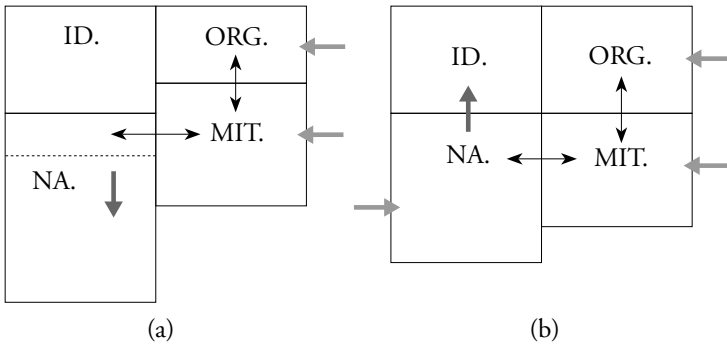 ID. ORG.
MIT.
NA.
(a)
ID. ORG.
NA. MIT.
(b)